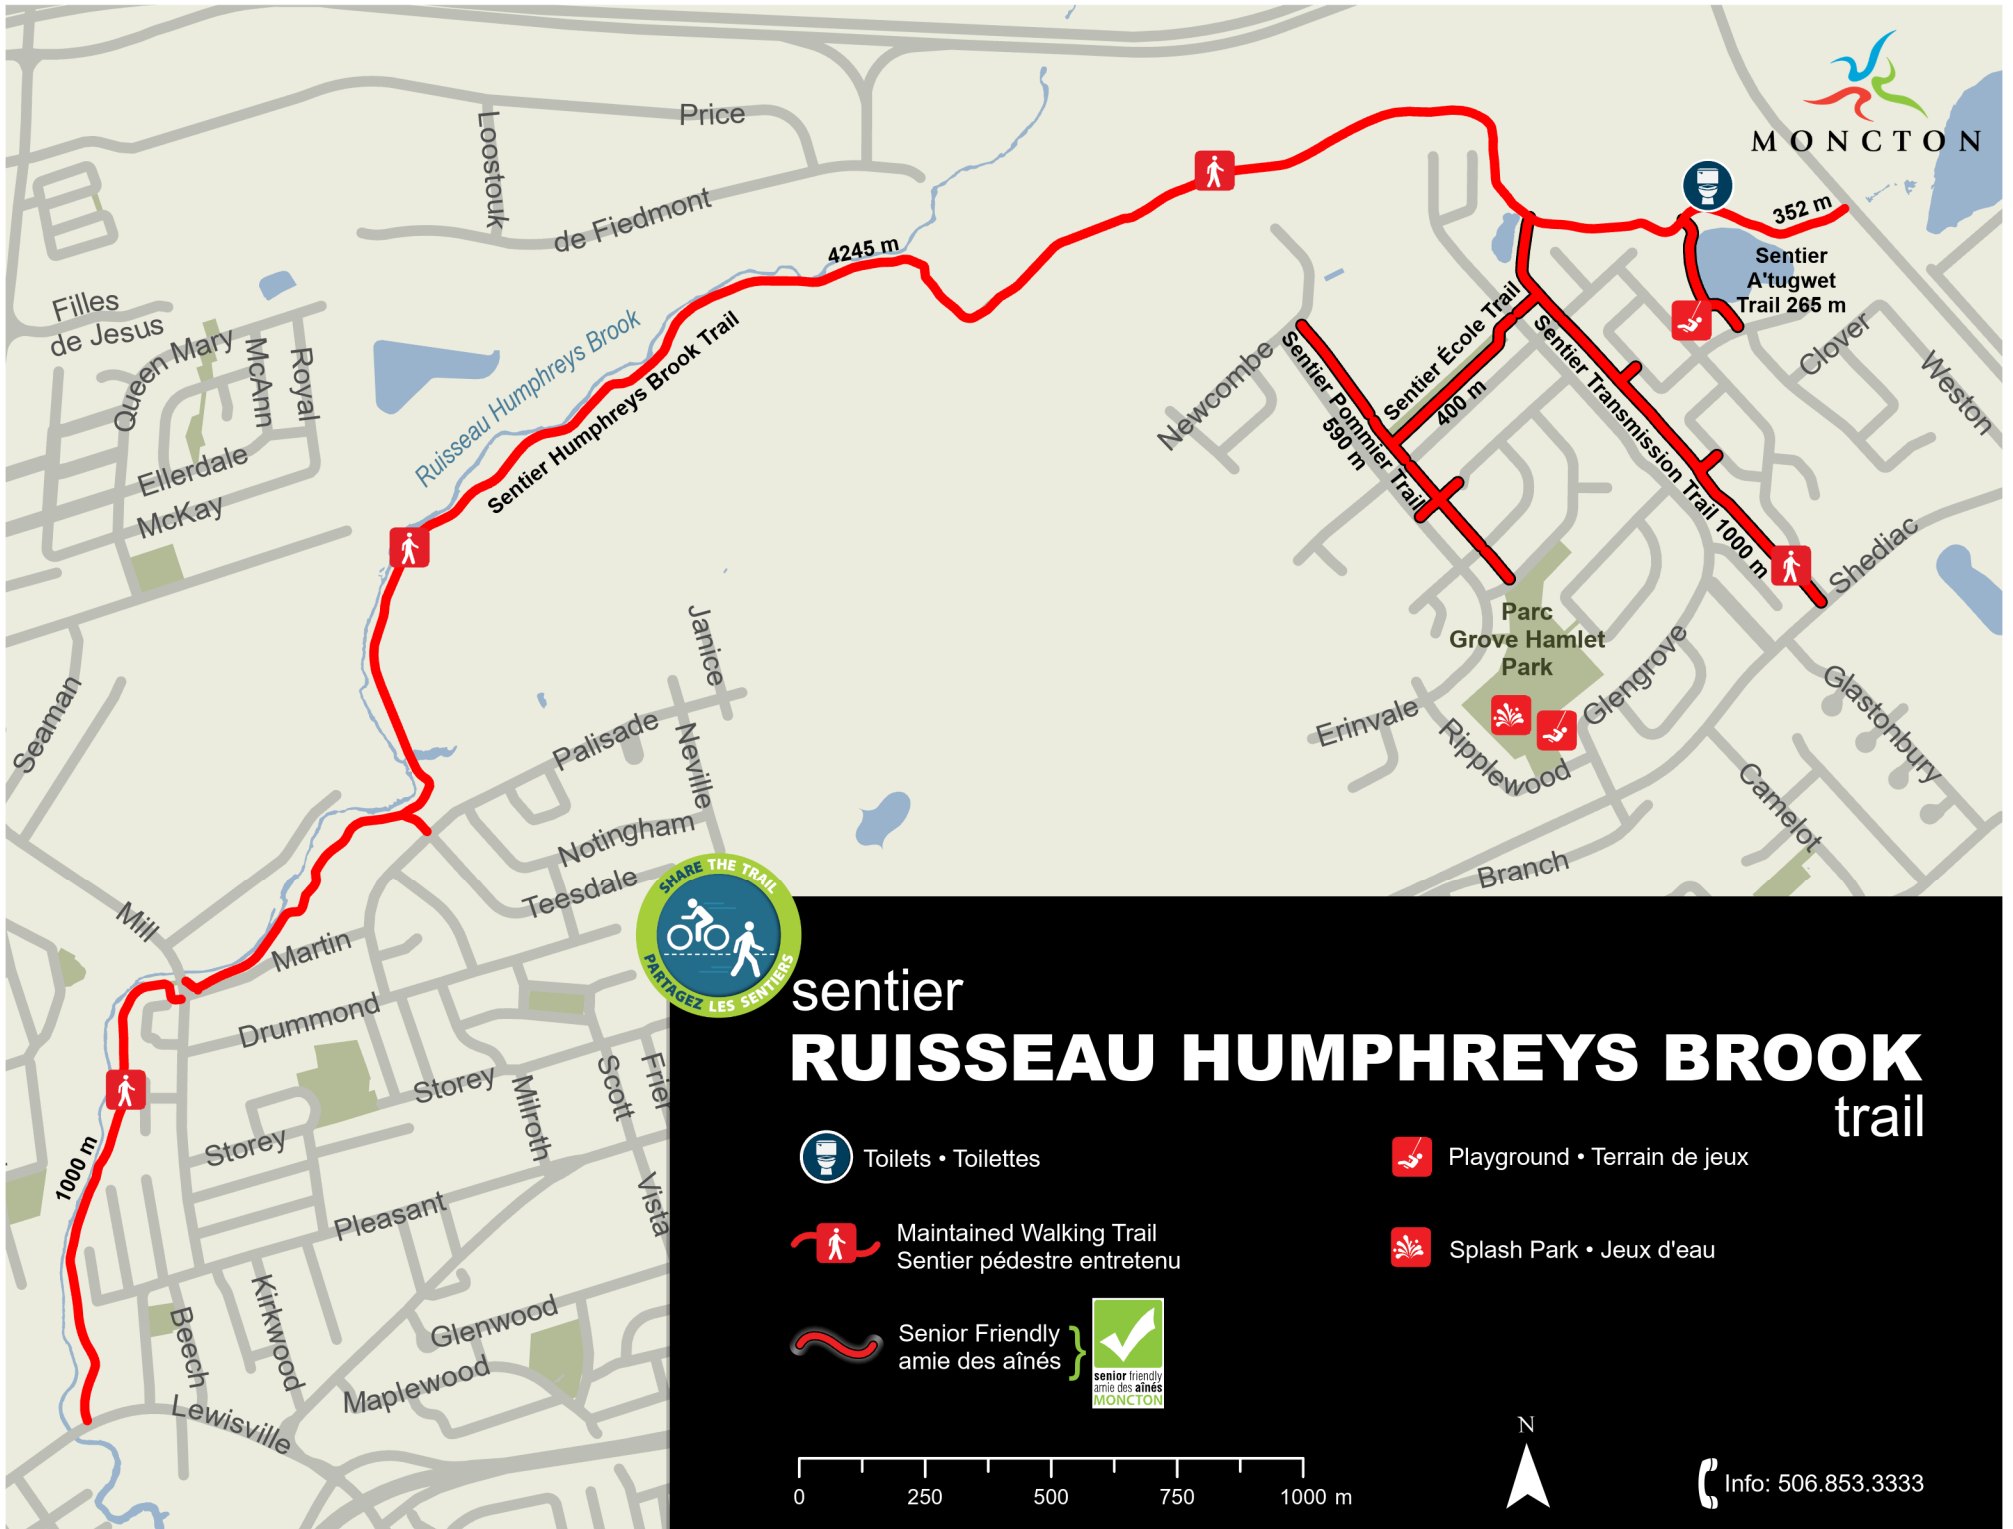 MONCTON
Price
Loostouk
de Fiedmont
4245 m
352 m
Sentier
A'tugwet
Trail 265 m
Filles
de Jesus
Queen Mary
McAnn
Royal
Ellerdale
McKay
Ruisseau Humphreys Brook
Sentier Humphreys Brook Trail
Newcombe
Sentier École Trail
400 m
Sentier Pommier Trail
590 m
Sentier Transmission Trail 1000 m
Clover
Weston
Shediac
Parc
Grove Hamlet
Park
Glengrove
Erinvale
Ripplewood
Glastonbury
Camelot
Branch
Seaman
Janice
Palisade
Neville
Notingham
Teesdale
Mill
Martin
Drummond
Storey
Milroth
Scott
Frier
Storey
Vista
Pleasant
1000 m
Kirkwood
Beech
Glenwood
Maplewood
Lewisville
SHARE THE TRAIL
PARTAGEZ LES SENTIERS
sentier
RUISSEAU HUMPHREYS BROOK
trail
Toilets • Toilettes
Playground • Terrain de jeux
Maintained Walking Trail
Sentier pédestre entretenu
Splash Park • Jeux d'eau
Senior Friendly
amie des aînés
senior friendly
amie des aînés
MONCTON
0 250 500 750 1000 m
N
Info: 506.853.3333